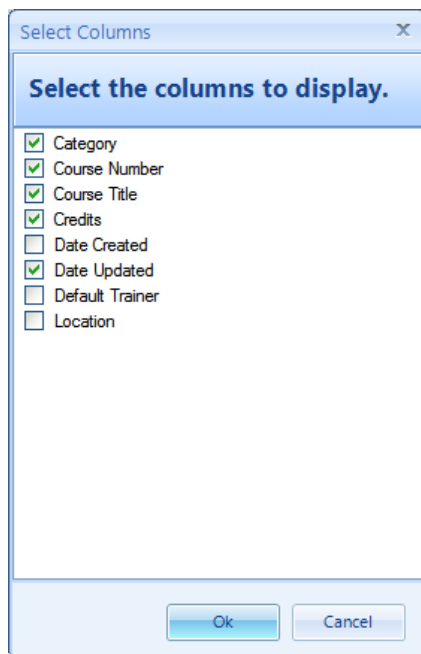 Select Columns
Select the columns to display.
Category
Course Number
Course Title
Credits
Date Created
Date Updated
Default Trainer
Location
Ok
Cancel